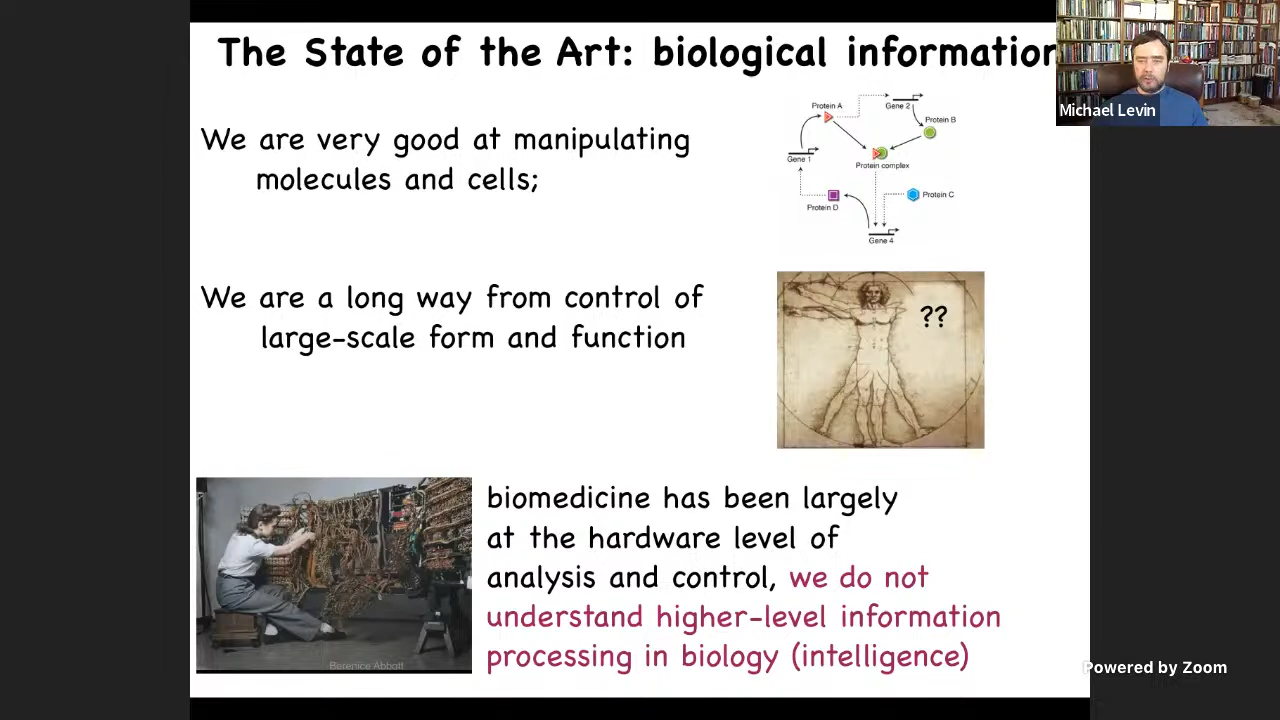 The State of the Art: biological information
Michael Levin
We are very good at manipulating
molecules and cells;
Protein A
Gene 2
Protein B
Gene 1
Protein complex
Protein D
Protein C
Gene 4
We are a long way from control of
large-scale form and function
??
biomedicine has been largely
at the hardware level of
analysis and control, we do not
understand higher-level information
processing in biology (intelligence)
Berenice Abbott
Powered by Zoom